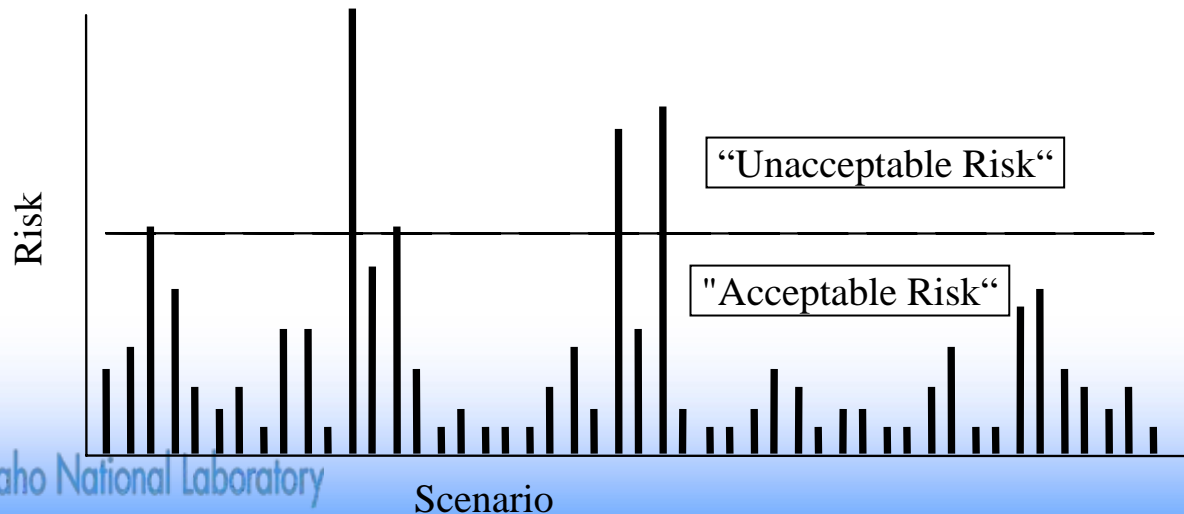 “Unacceptable Risk“
Risk
"Acceptable Risk“
aho National Laboratory
Scenario